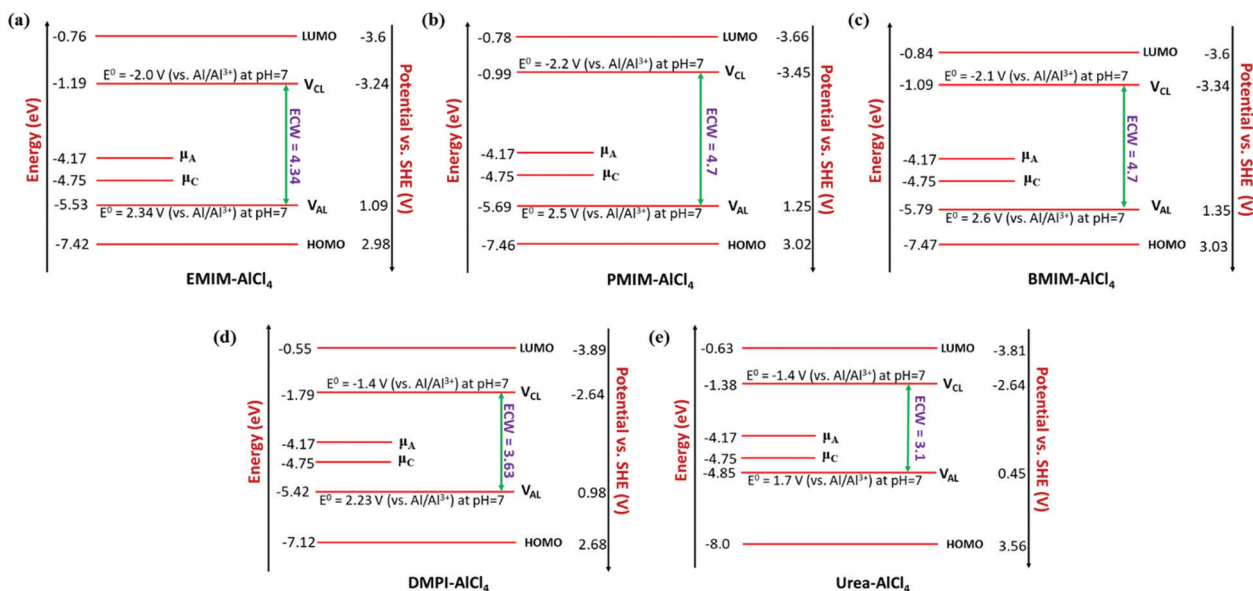 (a)
Energy (eV)
Potential vs. SHE (V)
-0.76 LUMO -3.6
E⁰ = -2.0 V (vs. Al/Al³⁺) at pH=7
-1.19 V_CL -3.24
ECW = 4.34
-4.17 μ_A
-4.75 μ_C
-5.53 V_AL 1.09
E⁰ = 2.34 V (vs. Al/Al³⁺) at pH=7
-7.42 HOMO 2.98
EMIM-AlCl₄
(b)
Energy (eV)
Potential vs. SHE (V)
-0.78 LUMO -3.66
E⁰ = -2.2 V (vs. Al/Al³⁺) at pH=7
-0.99 V_CL -3.45
ECW = 4.7
-4.17 μ_A
-4.75 μ_C
-5.69 V_AL 1.25
E⁰ = 2.5 V (vs. Al/Al³⁺) at pH=7
-7.46 HOMO 3.02
PMIM-AlCl₄
(c)
Energy (eV)
Potential vs. SHE (V)
-0.84 LUMO -3.6
E⁰ = -2.1 V (vs. Al/Al³⁺) at pH=7
-1.09 V_CL -3.34
ECW = 4.7
-4.17 μ_A
-4.75 μ_C
-5.79 V_AL 1.35
E⁰ = 2.6 V (vs. Al/Al³⁺) at pH=7
-7.47 HOMO 3.03
BMIM-AlCl₄
(d)
Energy (eV)
Potential vs. SHE (V)
-0.55 LUMO -3.89
E⁰ = -1.4 V (vs. Al/Al³⁺) at pH=7
-1.79 V_CL -2.64
ECW = 3.63
-4.17 μ_A
-4.75 μ_C
-5.42 V_AL 0.98
E⁰ = 2.23 V (vs. Al/Al³⁺) at pH=7
-7.12 HOMO 2.68
DMPI-AlCl₄
(e)
Energy (eV)
Potential vs. SHE (V)
-0.63 LUMO -3.81
E⁰ = -1.4 V (vs. Al/Al³⁺) at pH=7
-1.38 V_CL -2.64
ECW = 3.1
-4.17 μ_A
-4.75 μ_C
-4.85 V_AL 0.45
E⁰ = 1.7 V (vs. Al/Al³⁺) at pH=7
-8.0 HOMO 3.56
Urea-AlCl₄